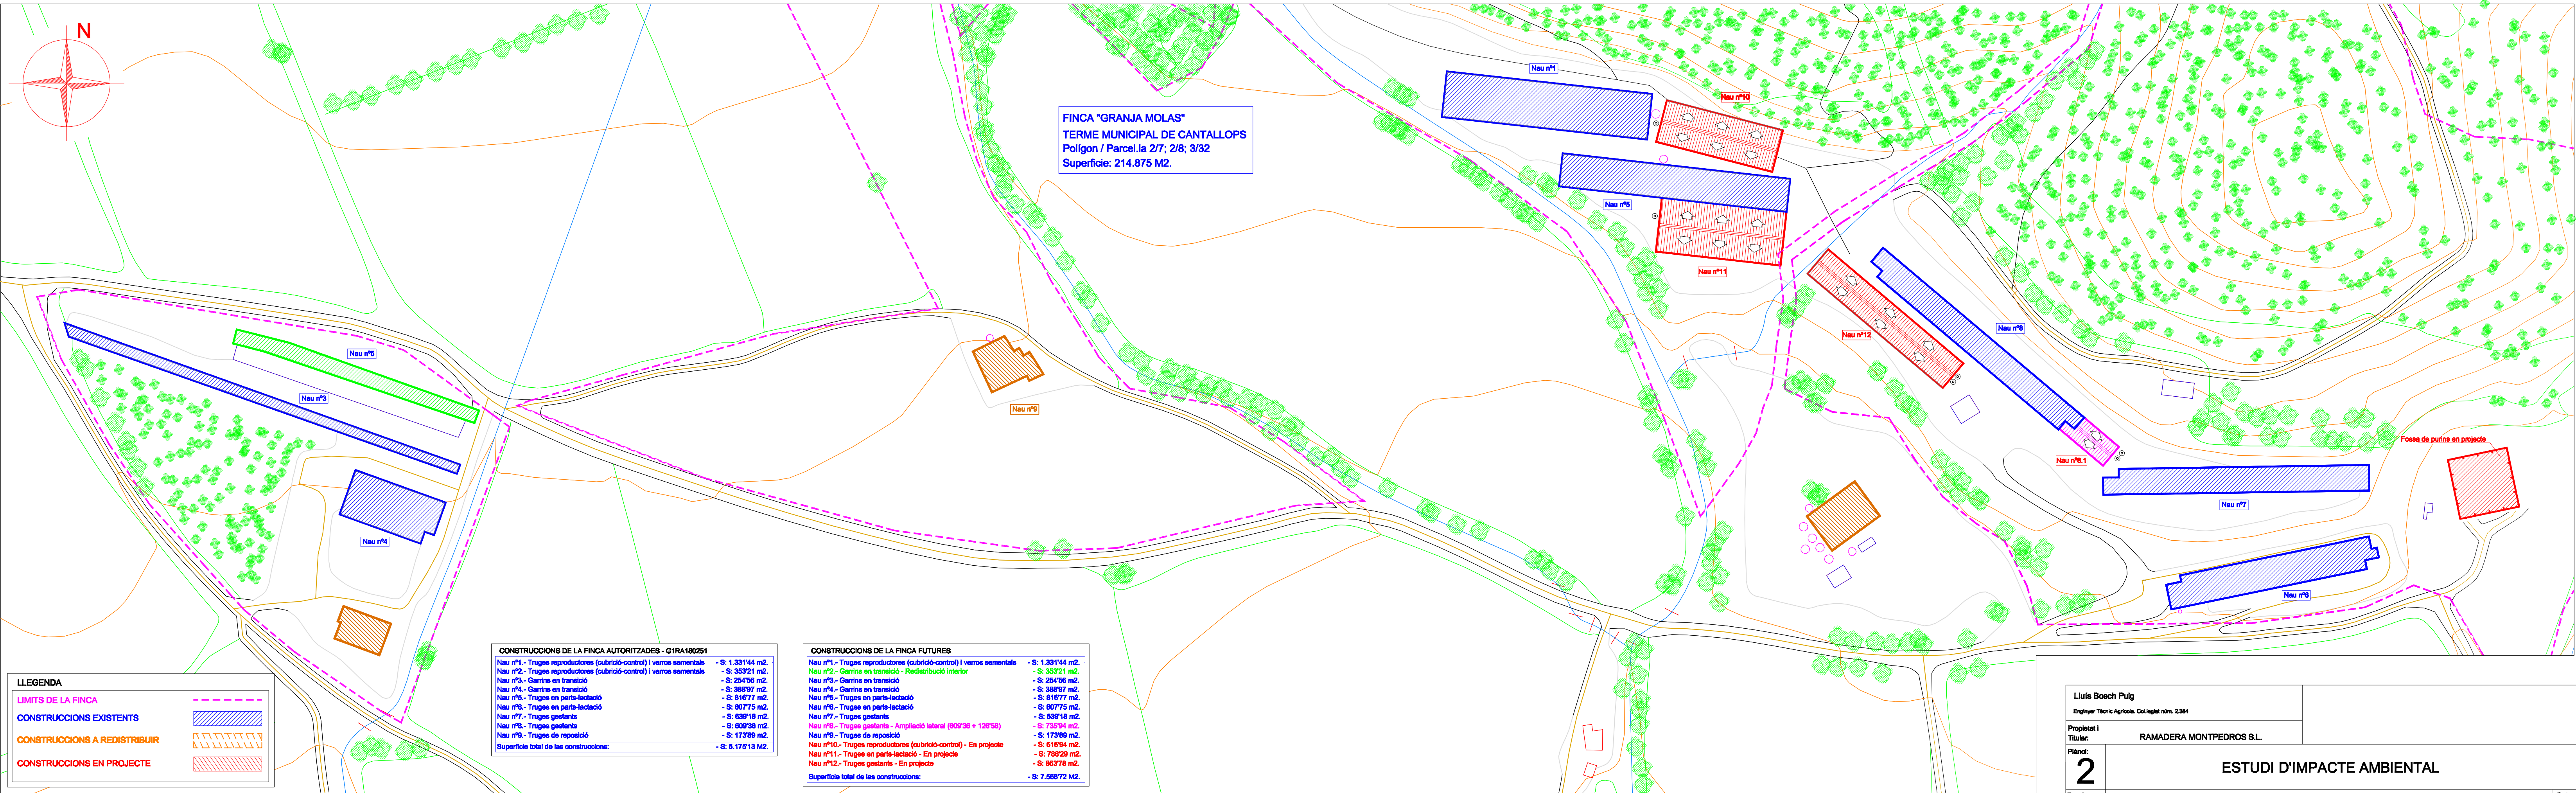 N
FINCA "GRANJA MOLAS"
TERME MUNICIPAL DE CANTALLOPS
Polígon / Parcel.la 2/7; 2/8; 3/32
Superfície: 214.875 M2.
Nau nº1
Nau nº10
Nau nº5
Nau nº11
Nau nº12
Nau nº8
Nau nº8.1
Nau nº7
Nau nº6
Fossa de purins en projecte
Nau nº5
Nau nº3
Nau nº4
Nau nº9
LLEGENDA
LIMITS DE LA FINCA
CONSTRUCCIONS EXISTENTS
CONSTRUCCIONS A REDISTRIBUIR
CONSTRUCCIONS EN PROJECTE
CONSTRUCCIONS DE LA FINCA AUTORITZADES - G1RA180251
Nau nº1.- Truges reproductores (cubrició-control) i verros sementals - S: 1.331'44 m2.
Nau nº2.- Truges reproductores (cubrició-control) i verros sementals - S: 353'21 m2.
Nau nº3.- Garrins en transició - S: 254'56 m2.
Nau nº4.- Garrins en transició - S: 388'97 m2.
Nau nº5.- Truges en parts-lactació - S: 816'77 m2.
Nau nº6.- Truges en parts-lactació - S: 607'75 m2.
Nau nº7.- Truges gestants - S: 639'18 m2.
Nau nº8.- Truges gestants - S: 609'36 m2.
Nau nº9.- Truges de reposició - S: 173'89 m2.
Superfície total de las construccions: - S: 5.175'13 M2.
CONSTRUCCIONS DE LA FINCA FUTURES
Nau nº1.- Truges reproductores (cubrició-control) i verros sementals - S: 1.331'44 m2.
Nau nº2.- Garrins en transició - Redistribució interior - S: 353'21 m2.
Nau nº3.- Garrins en transició - S: 254'56 m2.
Nau nº4.- Garrins en transició - S: 388'97 m2.
Nau nº5.- Truges en parts-lactació - S: 816'77 m2.
Nau nº6.- Truges en parts-lactació - S: 607'75 m2.
Nau nº7.- Truges gestants - S: 639'18 m2.
Nau nº8.- Truges gestants - Ampliació lateral (609'36 + 126'58) - S: 735'94 m2.
Nau nº9.- Truges de reposició - S: 173'89 m2.
Nau nº10.- Truges reproductores (cubrició-control) - En projecte - S: 616'94 m2.
Nau nº11.- Truges en parts-lactació - En projecte - S: 786'29 m2.
Nau nº12.- Truges gestants - En projecte - S: 863'78 m2.
Superfície total de las construccions: - S: 7.568'72 M2.
Lluís Bosch Puig
Enginyer Tècnic Agrícola. Col.legiat núm. 2.384
Propietat i
Titular: RAMADERA MONTPEDROS S.L.
Plànol:
2
ESTUDI D'IMPACTE AMBIENTAL